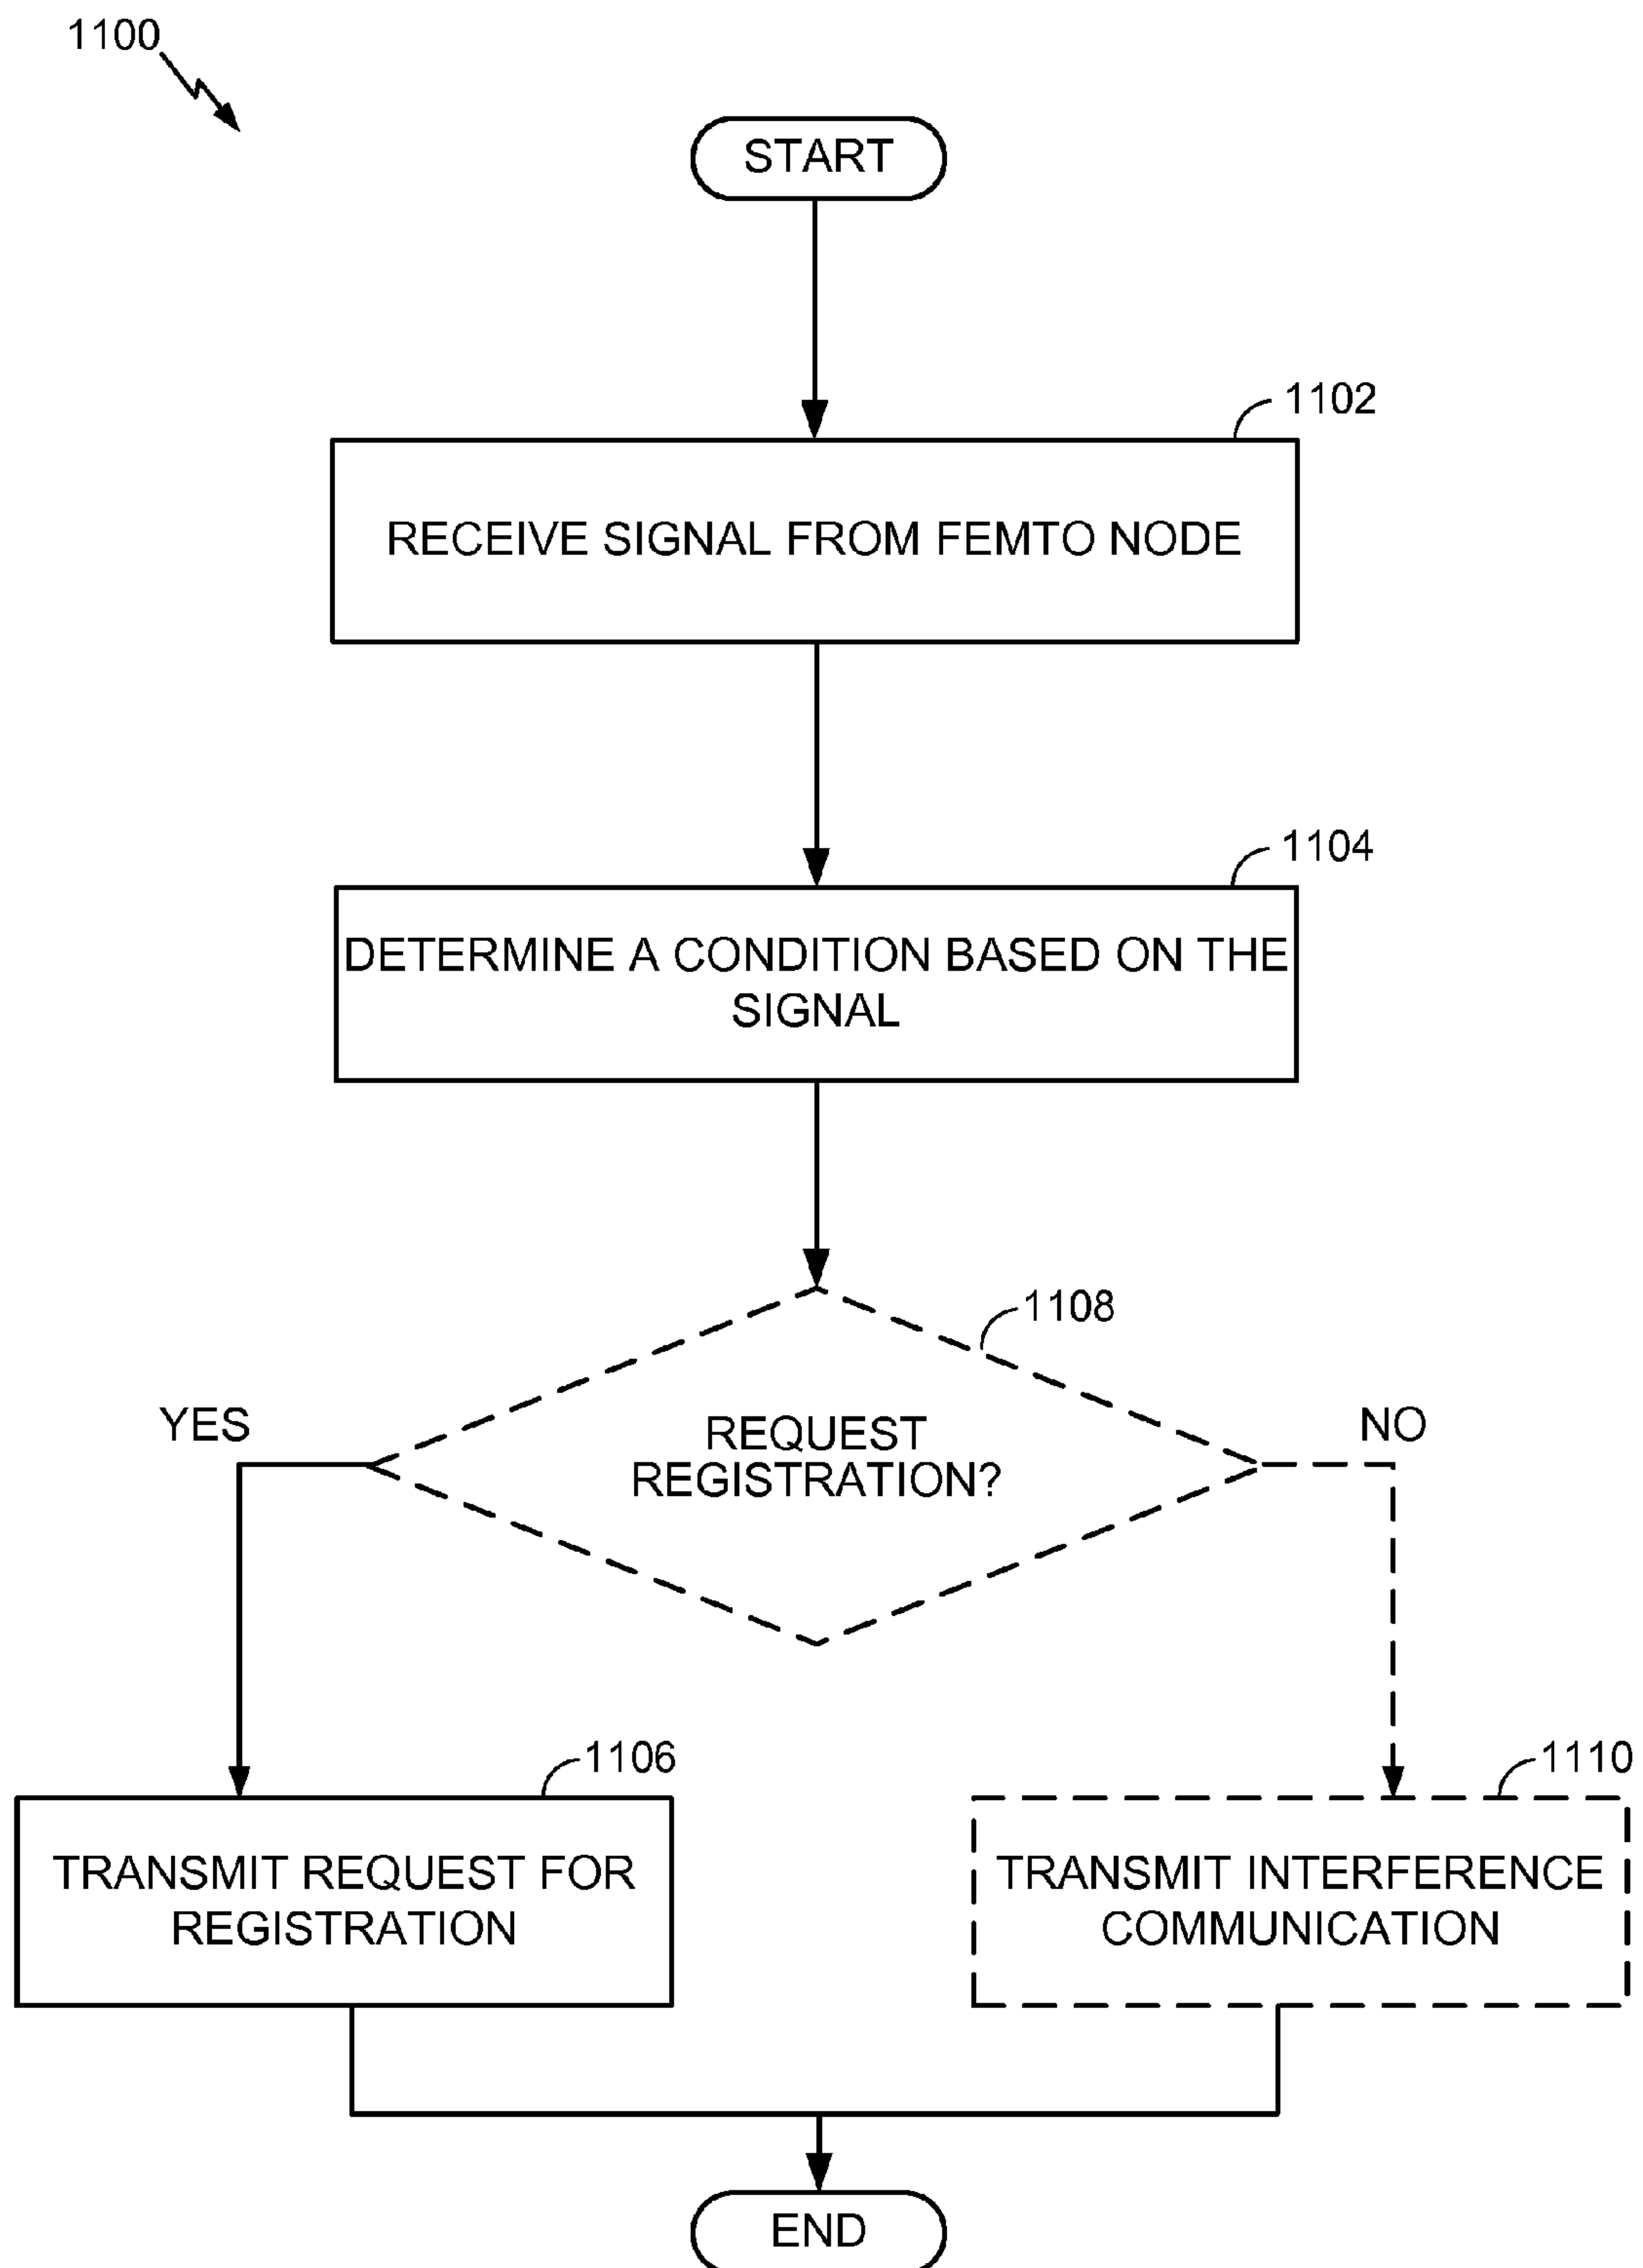 1100
START
1102
RECEIVE SIGNAL FROM FEMTO NODE
1104
DETERMINE A CONDITION BASED ON THE
SIGNAL
1108
YES
REQUEST
REGISTRATION?
NO
1106
TRANSMIT REQUEST FOR
REGISTRATION
1110
TRANSMIT INTERFERENCE
COMMUNICATION
END